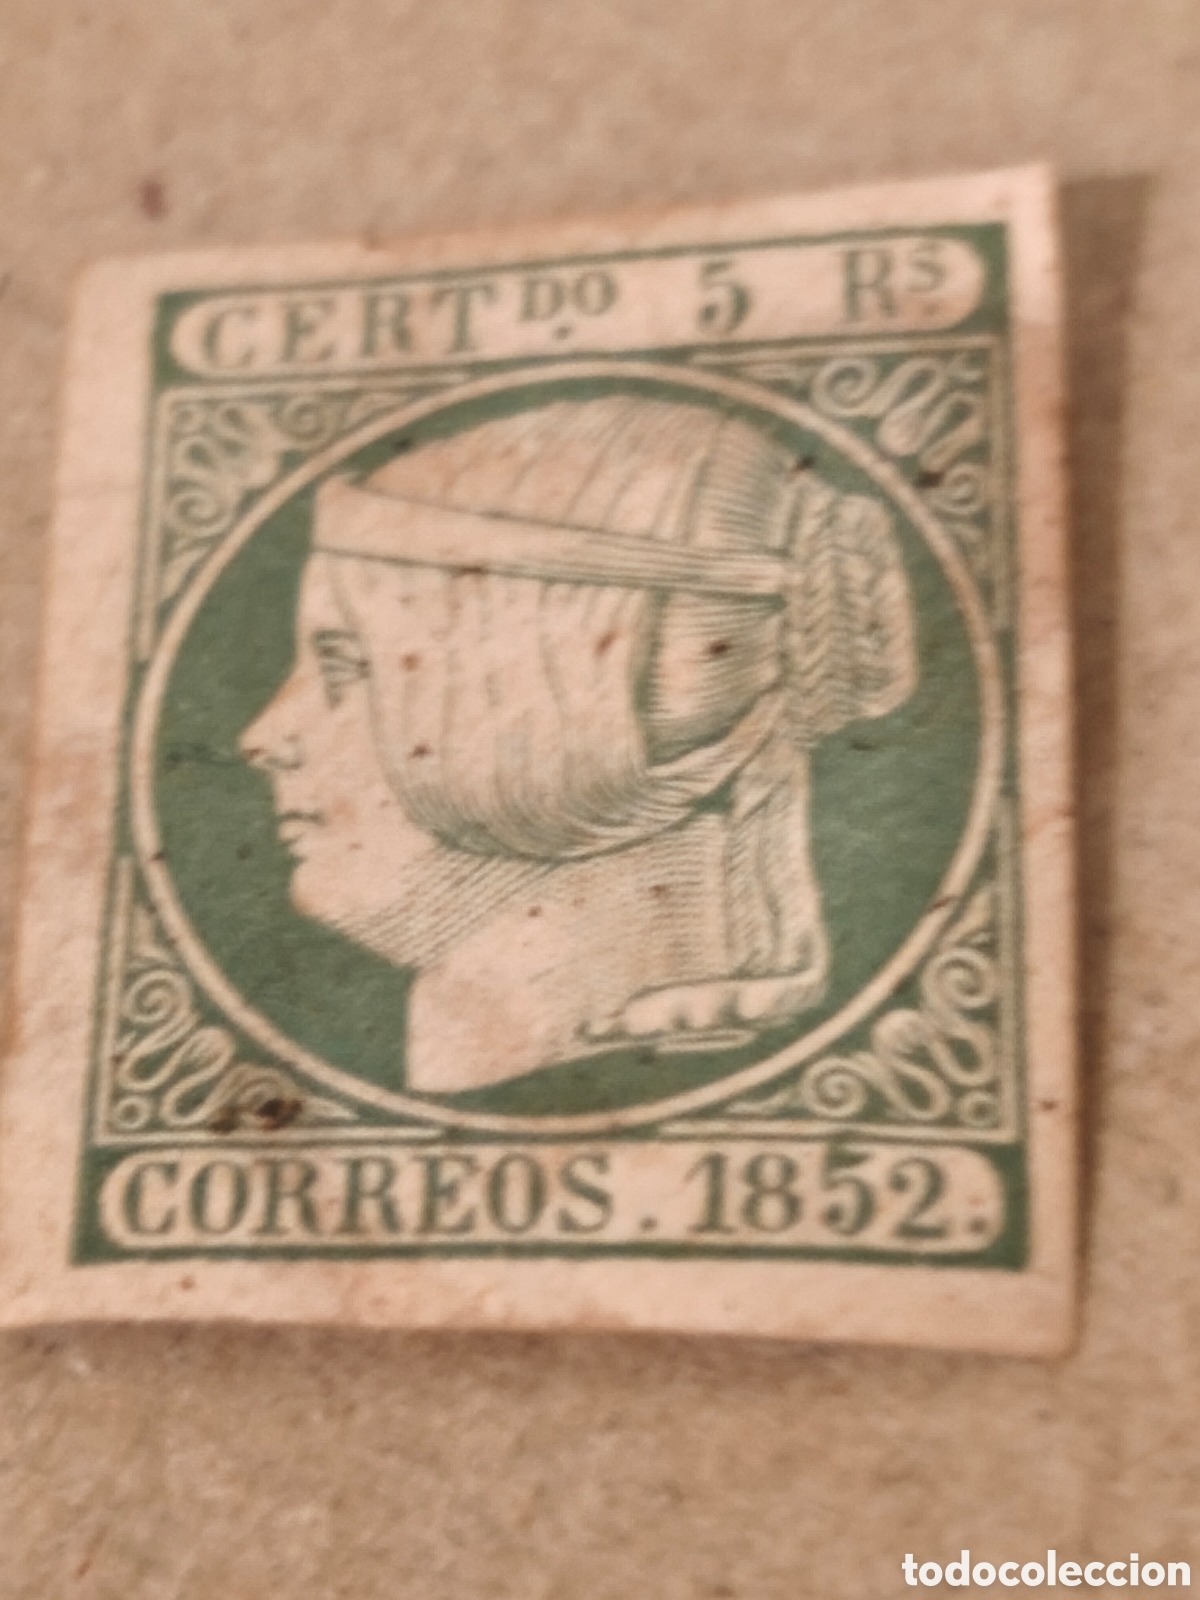 CERTDO. 5 RS.
CORREOS. 1852.
todocoleccion